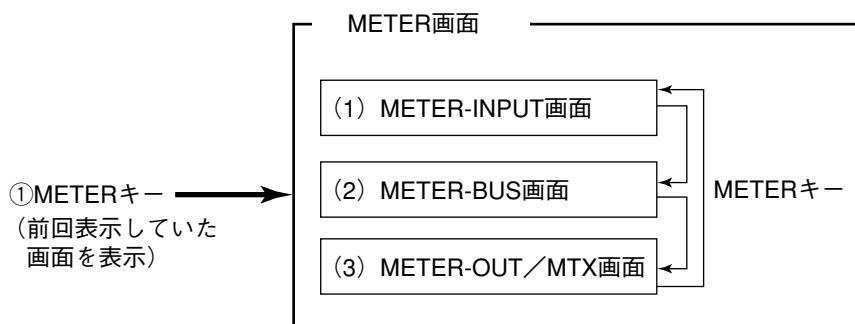 METER画面
（1）METER-INPUT画面
（2）METER-BUS画面
（3）METER-OUT／MTX画面
METERキー
①METERキー
（前回表示していた
画面を表示）